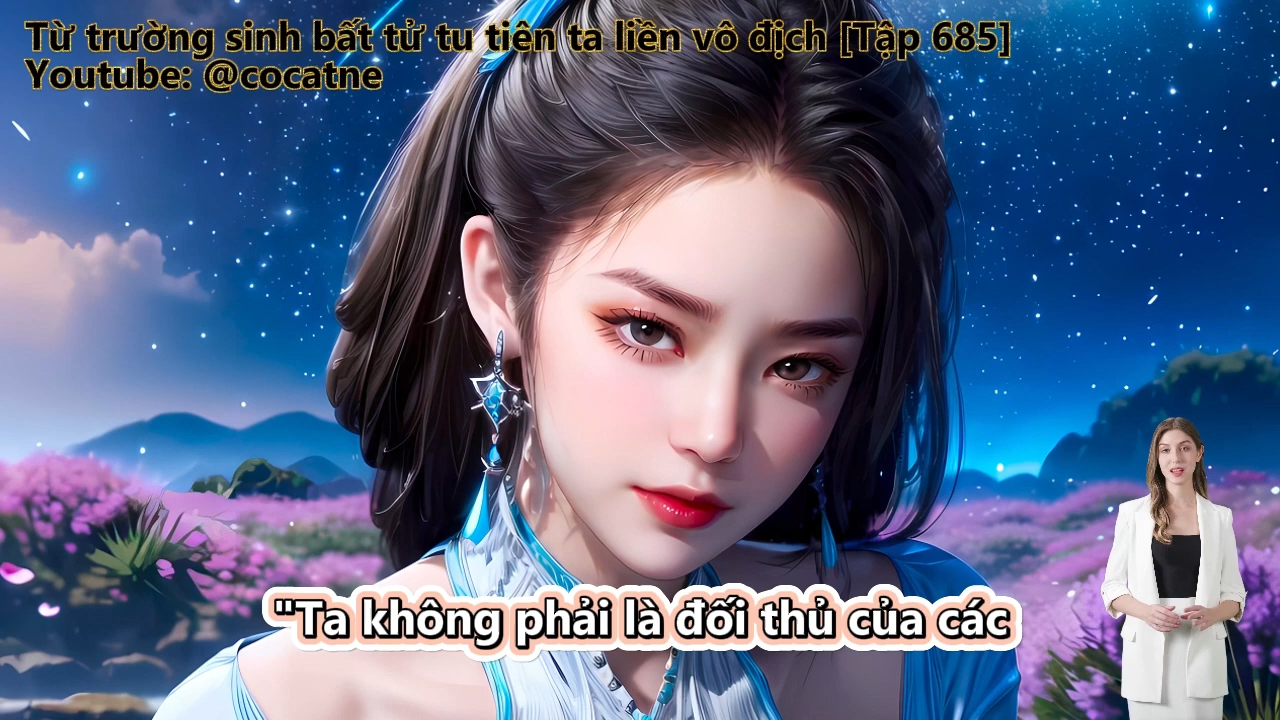 Từ trường sinh bất tử tu tiên ta liền vô địch [Tập 685]
Youtube: @cocatne
"Ta không phải là đối thủ của các